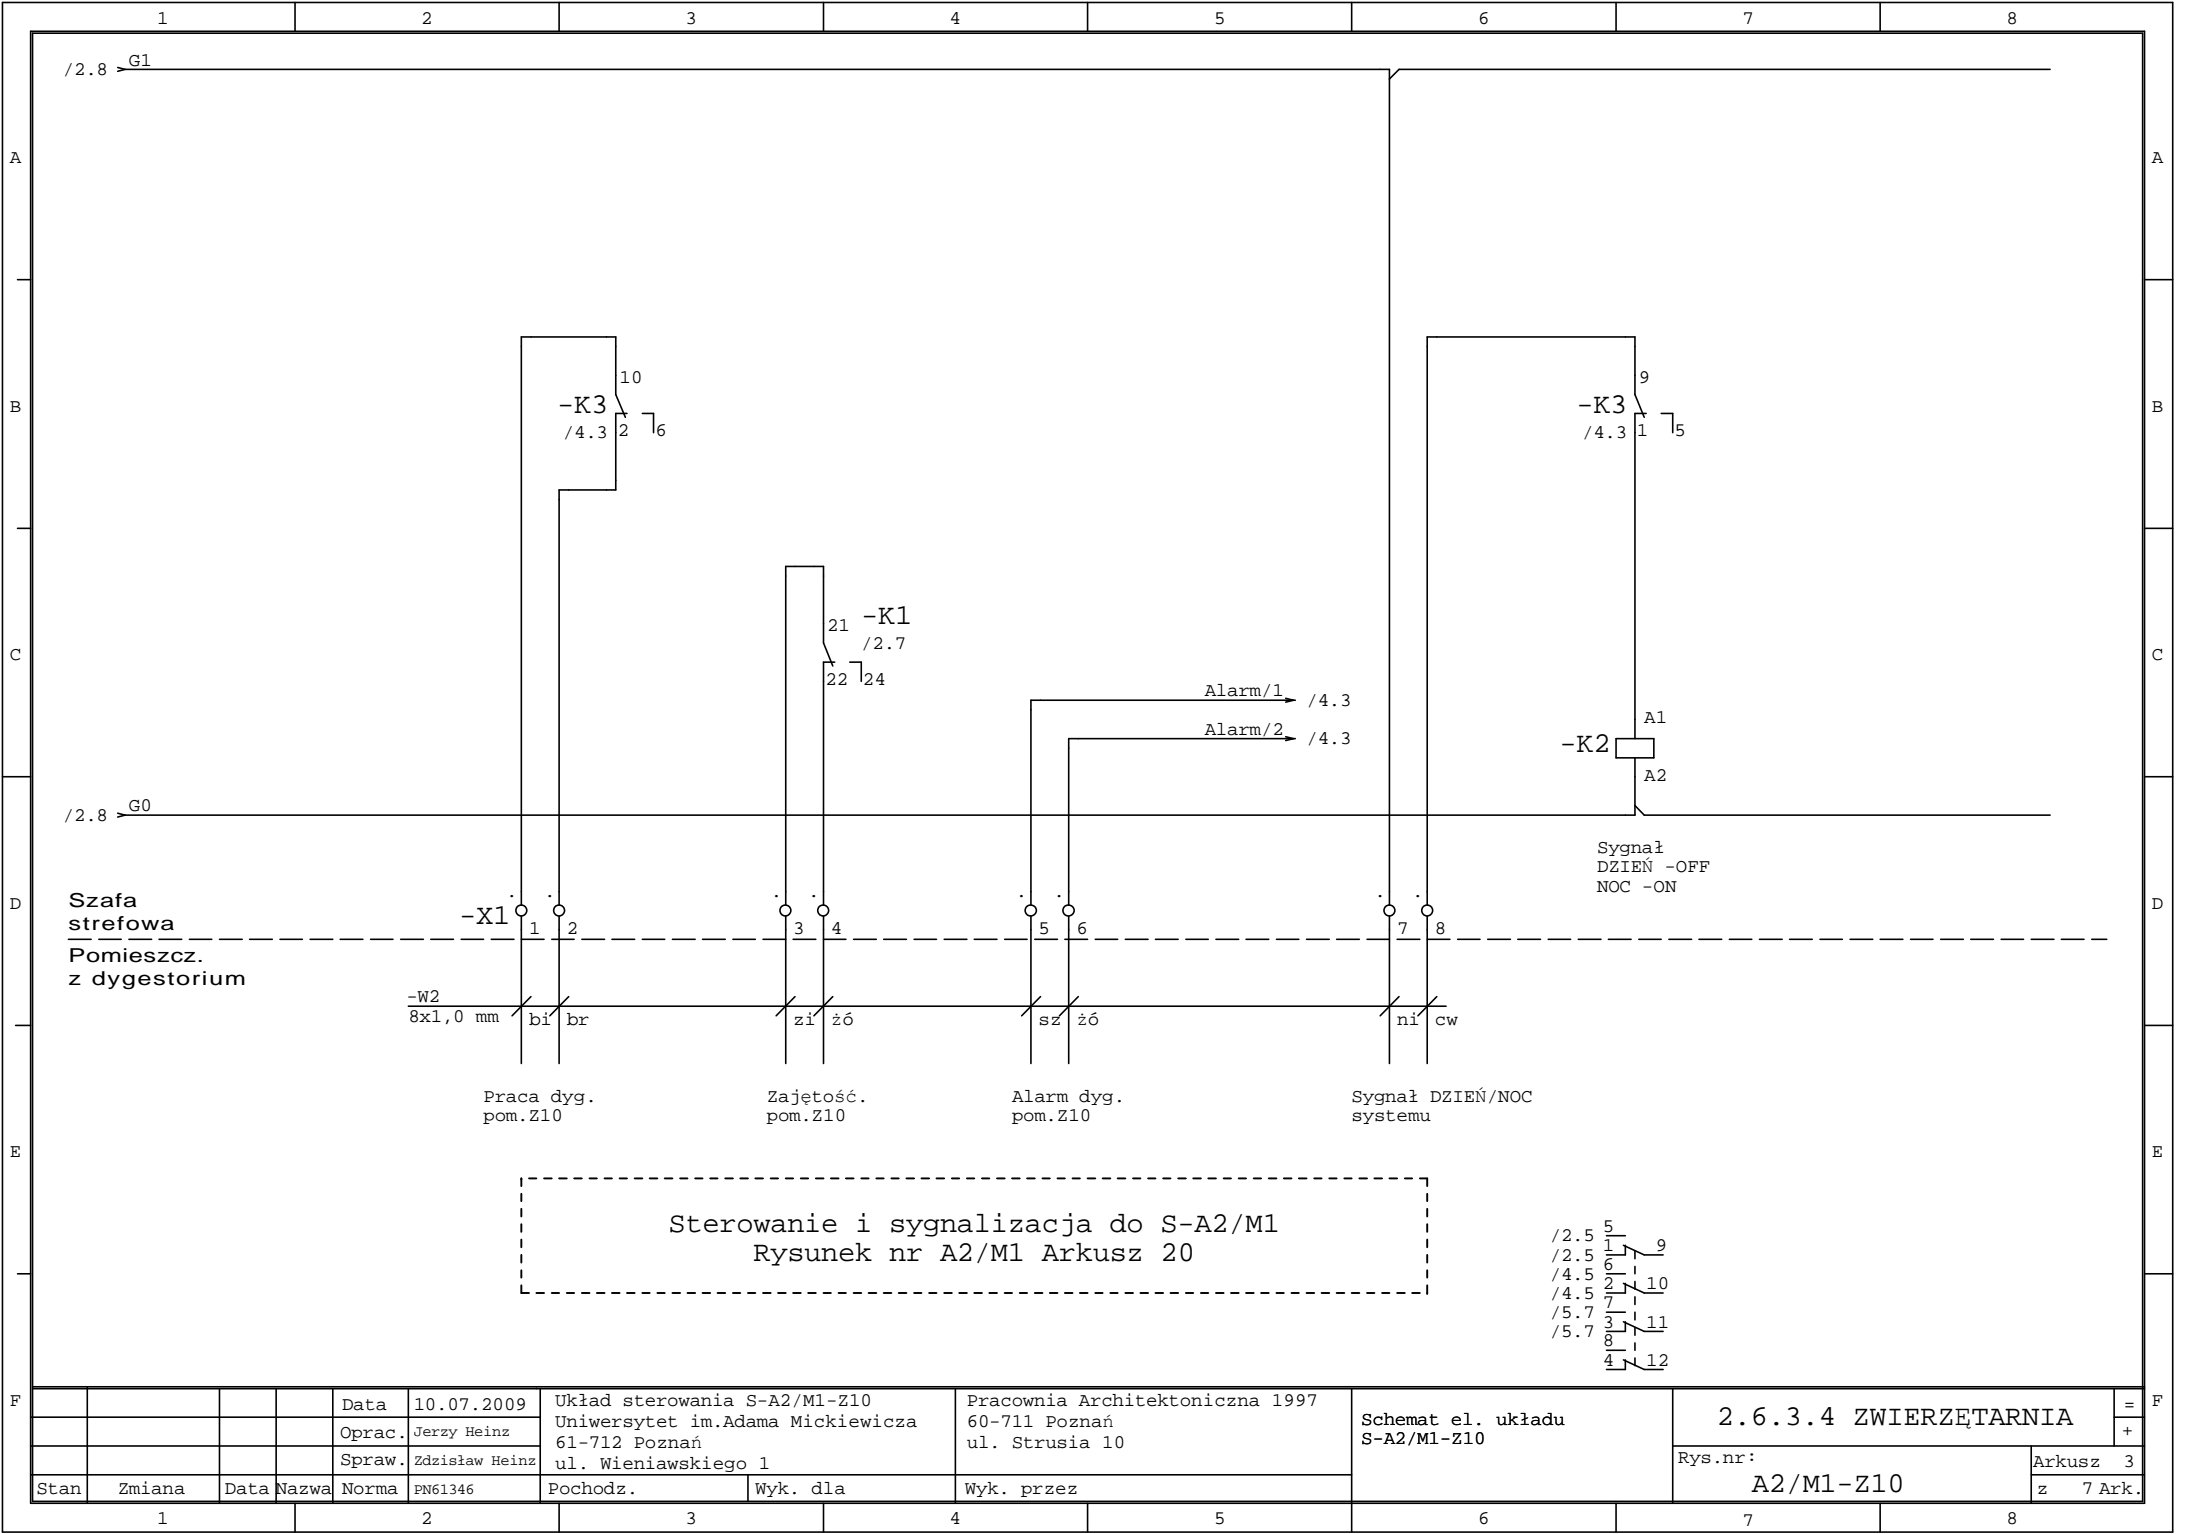 1 2 3 4 5 6 7 8
/2.8 G1
A A
10
-K3
/4.3 2 6
9
-K3
/4.3 1 5
B B
21 -K1
/2.7
22 24
C C
Alarm/1 /4.3
Alarm/2 /4.3
A1
-K2
A2
/2.8 G0
Sygnał
DZIEŃ -OFF
NOC -ON
D D
Szafa
strefowa
-X1 1 2 3 4 5 6 7 8
Pomieszcz.
z dygestorium
-W2
8x1,0 mm bi br zi żó sz żó ni cw
Praca dyg.
pom.Z10
Zajętość.
pom.Z10
Alarm dyg.
pom.Z10
Sygnał DZIEŃ/NOC
systemu
E E
Sterowanie i sygnalizacja do S-A2/M1
Rysunek nr A2/M1 Arkusz 20
/2.5 5
/2.5 1 9
/4.5 6
/4.5 2 10
/5.7 7
/5.7 3 11
8
4 12
F F
Data 10.07.2009
Oprac. Jerzy Heinz
Spraw. Zdzisław Heinz
Stan Zmiana Data Nazwa Norma PN61346
Układ sterowania S-A2/M1-Z10
Uniwersytet im.Adama Mickiewicza
61-712 Poznań
ul. Wieniawskiego 1
Pochodz. Wyk. dla
Pracownia Architektoniczna 1997
60-711 Poznań
ul. Strusia 10
Wyk. przez
Schemat el. układu
S-A2/M1-Z10
2.6.3.4 ZWIERZĘTARNIA
=
+
Rys.nr:
A2/M1-Z10
Arkusz 3
z 7 Ark.
1 2 3 4 5 6 7 8